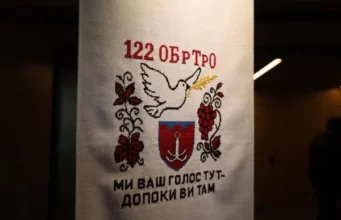 122 ОБрТрО
МИ ВАШ ГОЛОС ТУТ-
ДОПОКИ ВИ ТАМ